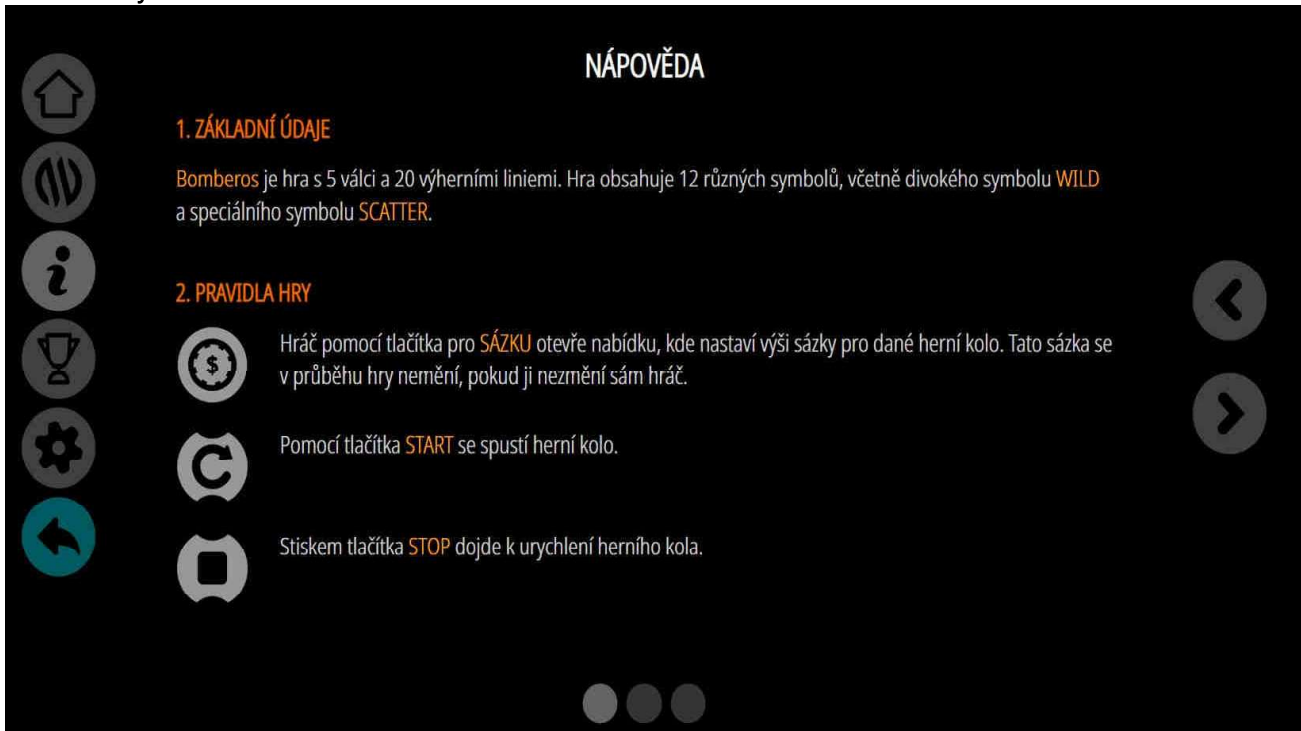 NÁPOVĚDA
1. ZÁKLADNÍ ÚDAJE
Bomberos je hra s 5 válci a 20 výherními liniemi. Hra obsahuje 12 různých symbolů, včetně divokého symbolu WILD
a speciálního symbolu SCATTER.
2. PRAVIDLA HRY
Hráč pomocí tlačítka pro SÁZKU otevře nabídku, kde nastaví výši sázky pro dané herní kolo. Tato sázka se
v průběhu hry nemění, pokud ji nezmění sám hráč.
Pomocí tlačítka START se spustí herní kolo.
Stiskem tlačítka STOP dojde k urychlení herního kola.